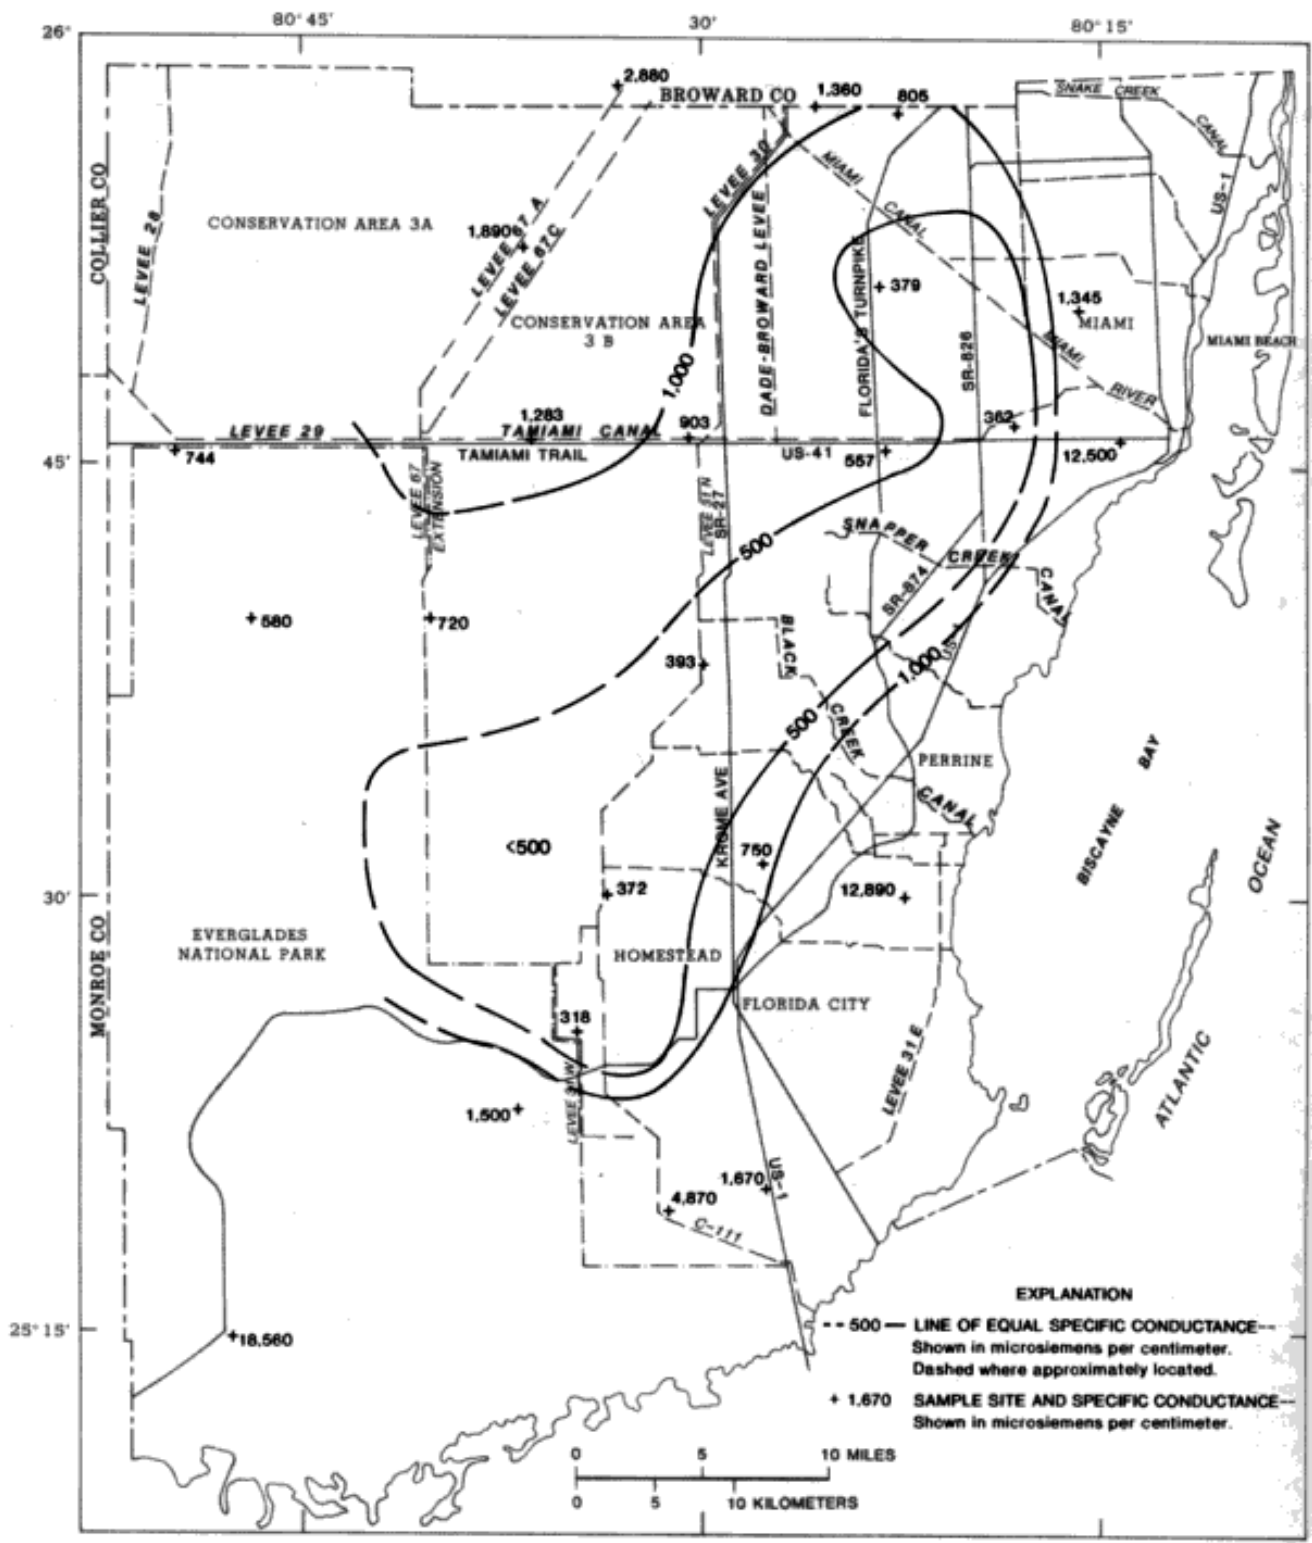 80° 45'
30'
80° 15'
26°
2.880
BROWARD CO
1,360
805
SNAKE CREEK
CANAL
COLLIER CO
LEVEE 28
CONSERVATION AREA 3A
1,890
LEVEE 67 A
LEVEE 67C
LEVEE 30
DADE-BROWARD LEVEE
MIAMI
CANAL
FLORIDA'S TURNPIKE
379
SR-826
US-1
1,345
MIAMI
MIAMI BEACH
CONSERVATION AREA
3 B
1,000
MIAMI
RIVER
LEVEE 29
1,283
TAMIAMI CANAL
903
362
744
TAMIAMI TRAIL
US-41
557
12,500
45'
LEVEE 67
EXTENSION
LEVEE 31 N
SR-27
500
SNAPPER
CREEK
CANAL
SR-874
580
720
393
BLACK
CREEK
CANAL
US-1
1,000
500
PERRINE
BISCAYNE BAY
KROME AVE
<500
750
372
12,890
30'
OCEAN
ATLANTIC
EVERGLADES
NATIONAL PARK
MONROE CO
HOMESTEAD
FLORIDA CITY
318
LEVEE 31 W
1,500
LEVEE 31 E
1,670
US-1
4,870
C-111
25° 15'
18,560
EXPLANATION
-- 500 — LINE OF EQUAL SPECIFIC CONDUCTANCE--
Shown in microsiemens per centimeter.
Dashed where approximately located.
+ 1.670 SAMPLE SITE AND SPECIFIC CONDUCTANCE--
Shown in microsiemens per centimeter.
0 5 10 MILES
0 5 10 KILOMETERS